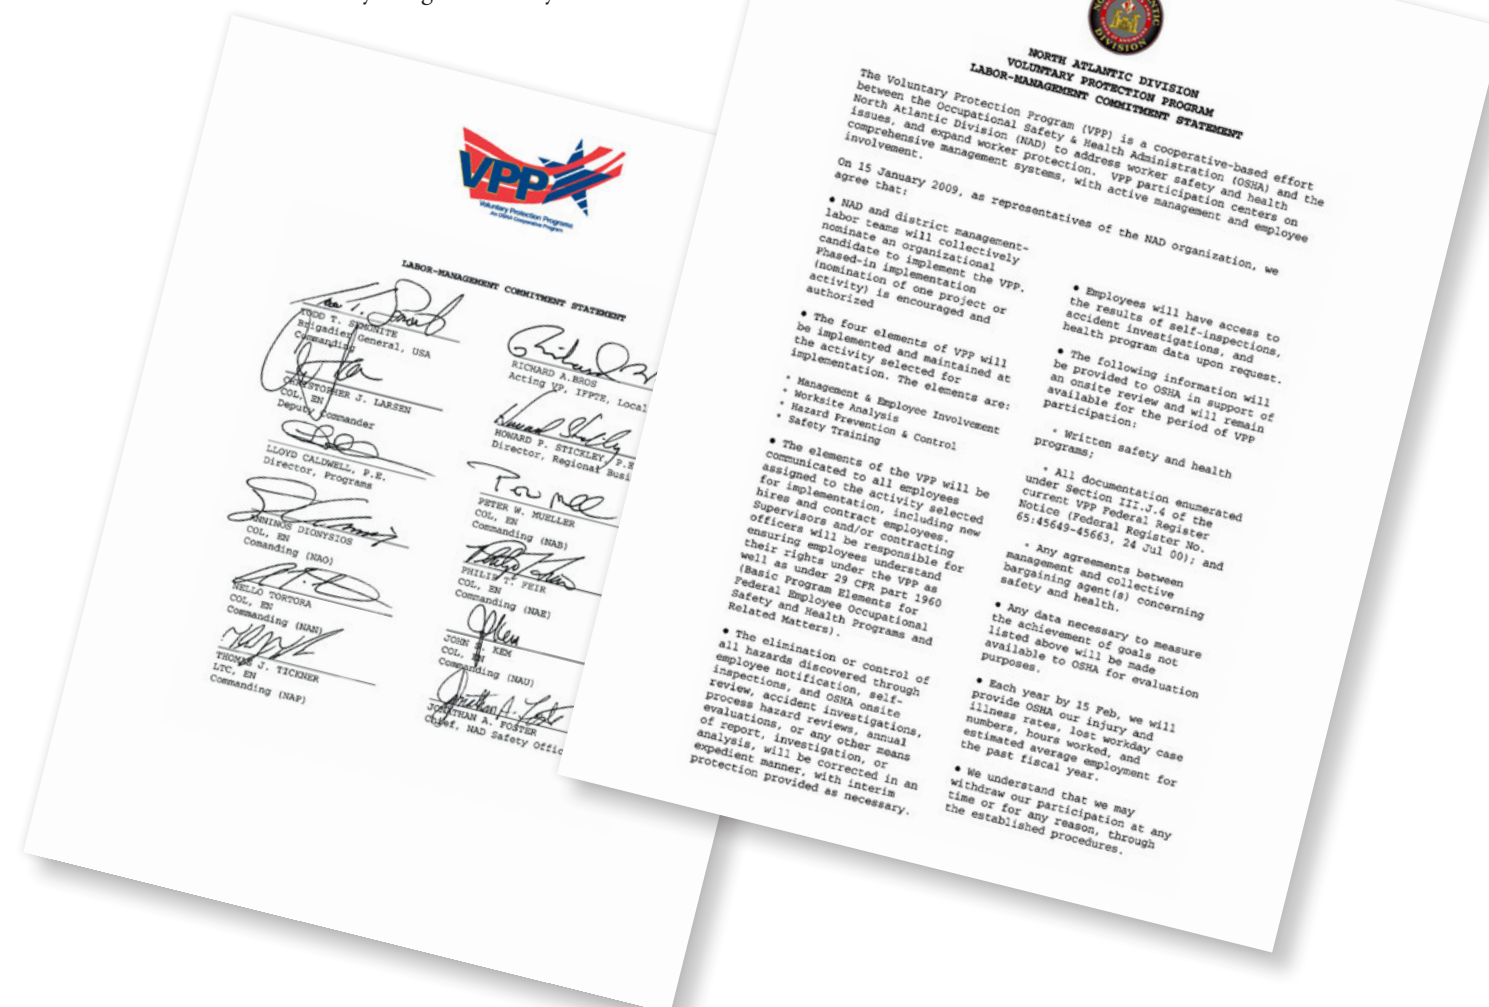 VPP
Voluntary Protection Programs
An OSHA Cooperative Program
LABOR-MANAGEMENT COMMITMENT STATEMENT
TODD T. SEMONITE
Brigadier General, USA
Commanding
CHRISTOPHER J. LARSEN
COL, EN
Deputy Commander
LLOYD CALDWELL, P.E.
Director, Programs
ANNINOS DIONYSIOS
COL, EN
Comanding (NAO)
NELLO TORTORA
COL, EN
Commanding (NAN)
THOMAS J. TICKNER
LTC, EN
Commanding (NAP)
RICHARD A.BROS
Acting VP, IFPTE, Local
HOWARD P. STICKLEY, P.E
Director, Regional Busi
PETER W. MUELLER
COL, EN
Commanding (NAB)
PHILIP T. FEIR
COL, EN
Commanding (NAE)
JOHN S. KEM
COL, EN
Commanding (NAU)
JONATHAN A. FOSTER
Chief, NAD Safety Offic
DIVISION
NORTH ATLANTIC DIVISION
VOLUNTARY PROTECTION PROGRAM
LABOR-MANAGEMENT COMMITMENT STATEMENT
The Voluntary Protection Program (VPP) is a cooperative-based effort
between the Occupational Safety & Health Administration (OSHA) and the
North Atlantic Division (NAD) to address worker safety and health
issues, and expand worker protection. VPP participation centers on
comprehensive management systems, with active management and employee
involvement.
On 15 January 2009, as representatives of the NAD organization, we
agree that:
• NAD and district management-
labor teams will collectively
nominate an organizational
candidate to implement the VPP.
Phased-in implementation
(nomination of one project or
activity) is encouraged and
authorized
• The four elements of VPP will
be implemented and maintained at
the activity selected for
implementation. The elements are:
* Management & Employee Involvement
* Worksite Analysis
* Hazard Prevention & Control
* Safety Training
• The elements of the VPP will be
communicated to all employees
assigned to the activity selected
for implementation, including new
hires and contract employees.
Supervisors and/or contracting
officers will be responsible for
ensuring employees understand
their rights under the VPP as
well as under 29 CFR part 1960
(Basic Program Elements for
Federal Employee Occupational
Safety and Health Programs and
Related Matters).
• The elimination or control of
all hazards discovered through
employee notification, self-
inspections, and OSHA onsite
review, accident investigations,
process hazard reviews, annual
evaluations, or any other means
of report, investigation, or
analysis, will be corrected in an
expedient manner, with interim
protection provided as necessary.
• Employees will have access to
the results of self-inspections,
accident investigations, and
health program data upon request.
• The following information will
be provided to OSHA in support of
an onsite review and will remain
available for the period of VPP
participation:
* Written safety and health
programs;
* All documentation enumerated
under Section III.J.4 of the
current VPP Federal Register
Notice (Federal Register No.
65:45649-45663, 24 Jul 00); and
* Any agreements between
management and collective
bargaining agent(s) concerning
safety and health.
• Any data necessary to measure
the achievement of goals not
listed above will be made
available to OSHA for evaluation
purposes.
• Each year by 15 Feb, we will
provide OSHA our injury and
illness rates, lost workday case
numbers, hours worked, and
estimated average employment for
the past fiscal year.
• We understand that we may
withdraw our participation at any
time or for any reason, through
the established procedures.